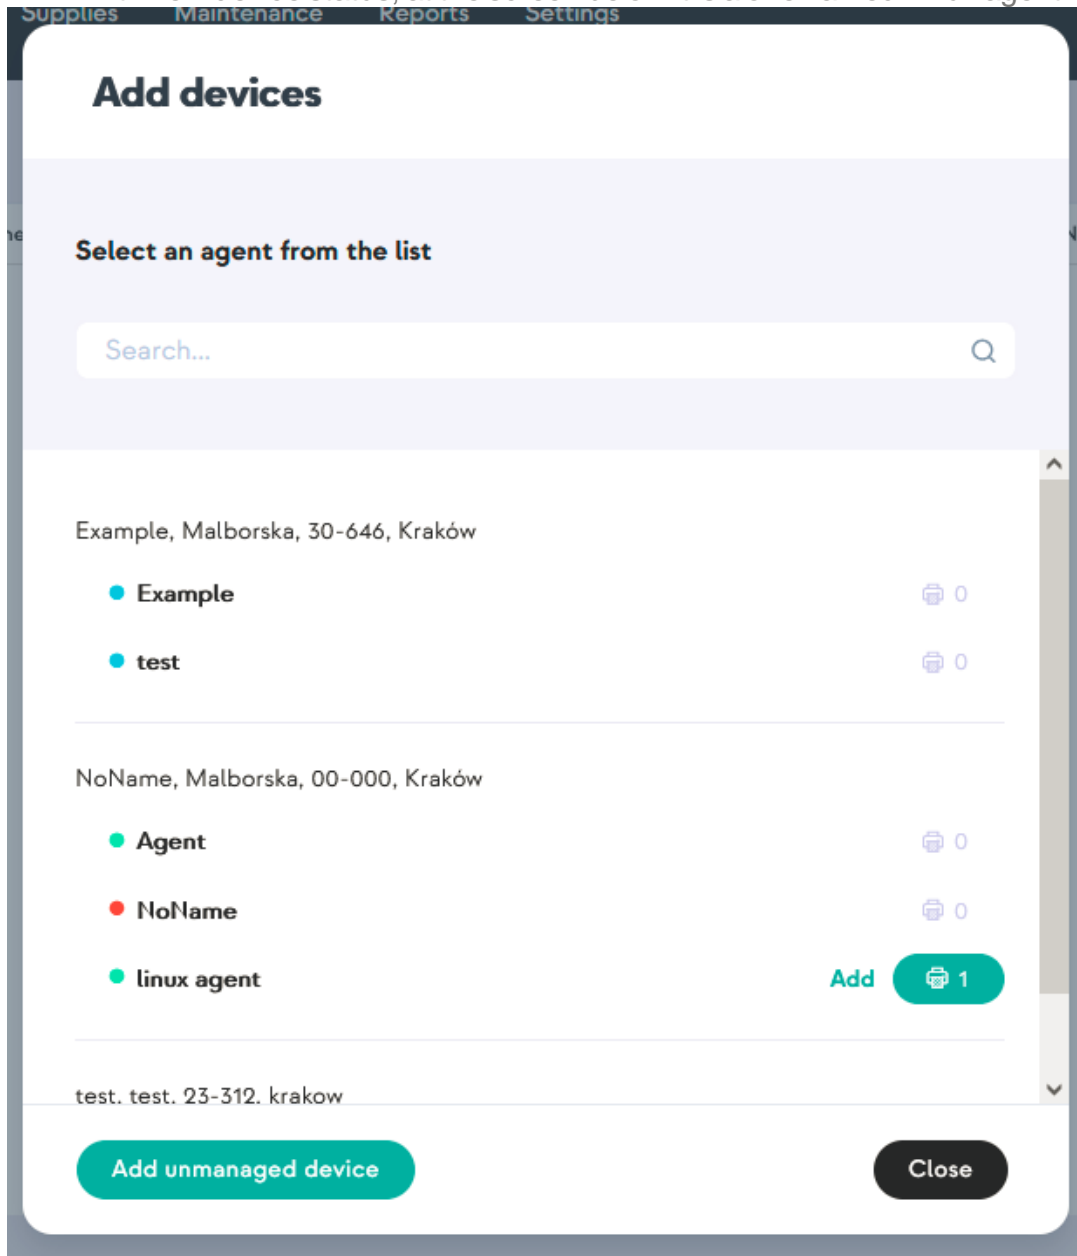 Supplies Maintenance Reports Settings
Add devices
Select an agent from the list
Search...
Example, Malborska, 30-646, Kraków
Example 0
test 0
NoName, Malborska, 00-000, Kraków
Agent 0
NoName 0
linux agent Add 1
test, test, 23-312, krakow
Add unmanaged device Close